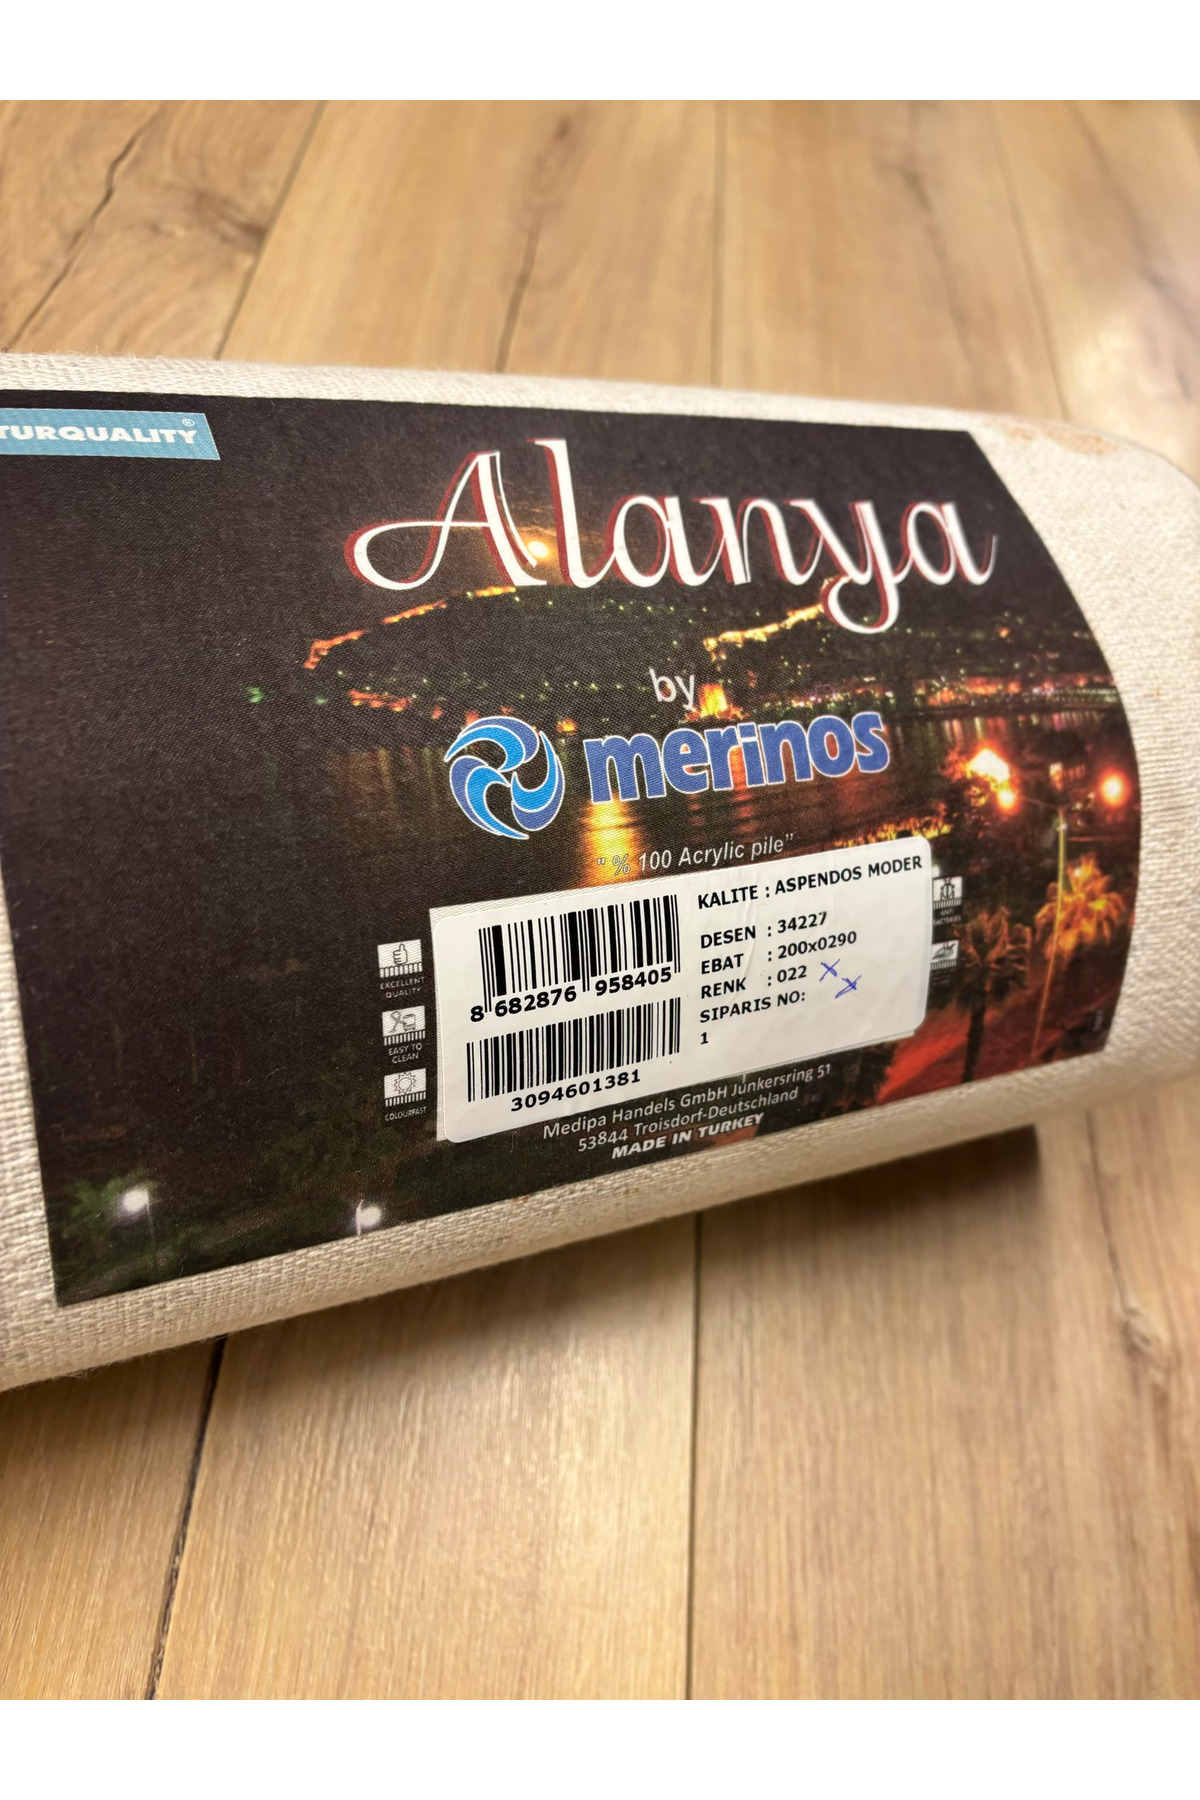 TURQUALITY®
Alanya
by
merinos
"% 100 Acrylic pile"
KALITE : ASPENDOS MODER
DESEN : 34227
EBAT : 200x0290
RENK : 022
SIPARIS NO:
1
8 682876 958405
3094601381
EXCELLENT
QUALITY
EASY TO
CLEAN
COLOURFAST
ANTI
Medipa Handels GmbH Junkersring 51
53844 Troisdorf-Deutschland
MADE IN TURKEY